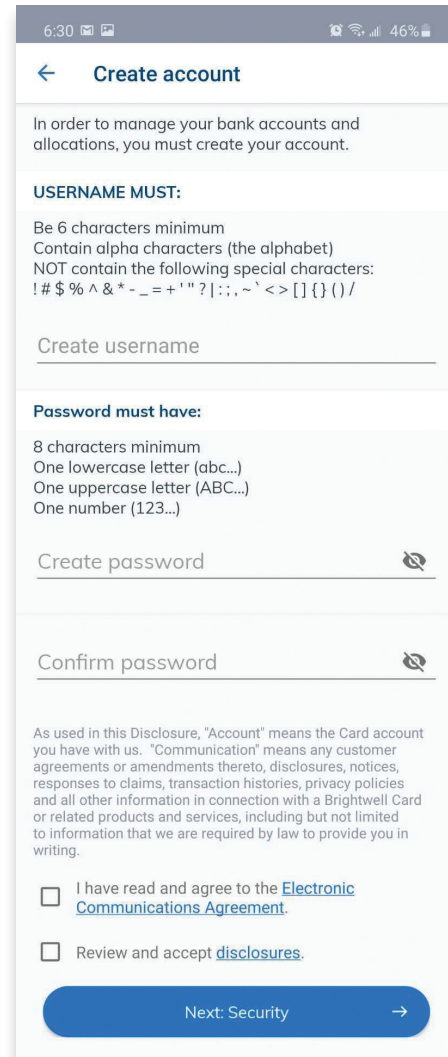 6:30 46%
Create account
In order to manage your bank accounts and
allocations, you must create your account.
USERNAME MUST:
Be 6 characters minimum
Contain alpha characters (the alphabet)
NOT contain the following special characters:
! # $ % ^ & * - _ = + ' " ? | : ; , ~ ` < > [ ] { } ( ) /
Create username
Password must have:
8 characters minimum
One lowercase letter (abc...)
One uppercase letter (ABC...)
One number (123...)
Create password
Confirm password
As used in this Disclosure, "Account" means the Card account
you have with us.  "Communication" means any customer
agreements or amendments thereto, disclosures, notices,
responses to claims, transaction histories, privacy policies
and all other information in connection with a Brightwell Card
or related products and services, including but not limited
to information that we are required by law to provide you in
writing.
I have read and agree to the Electronic
Communications Agreement.
Review and accept disclosures.
Next: Security